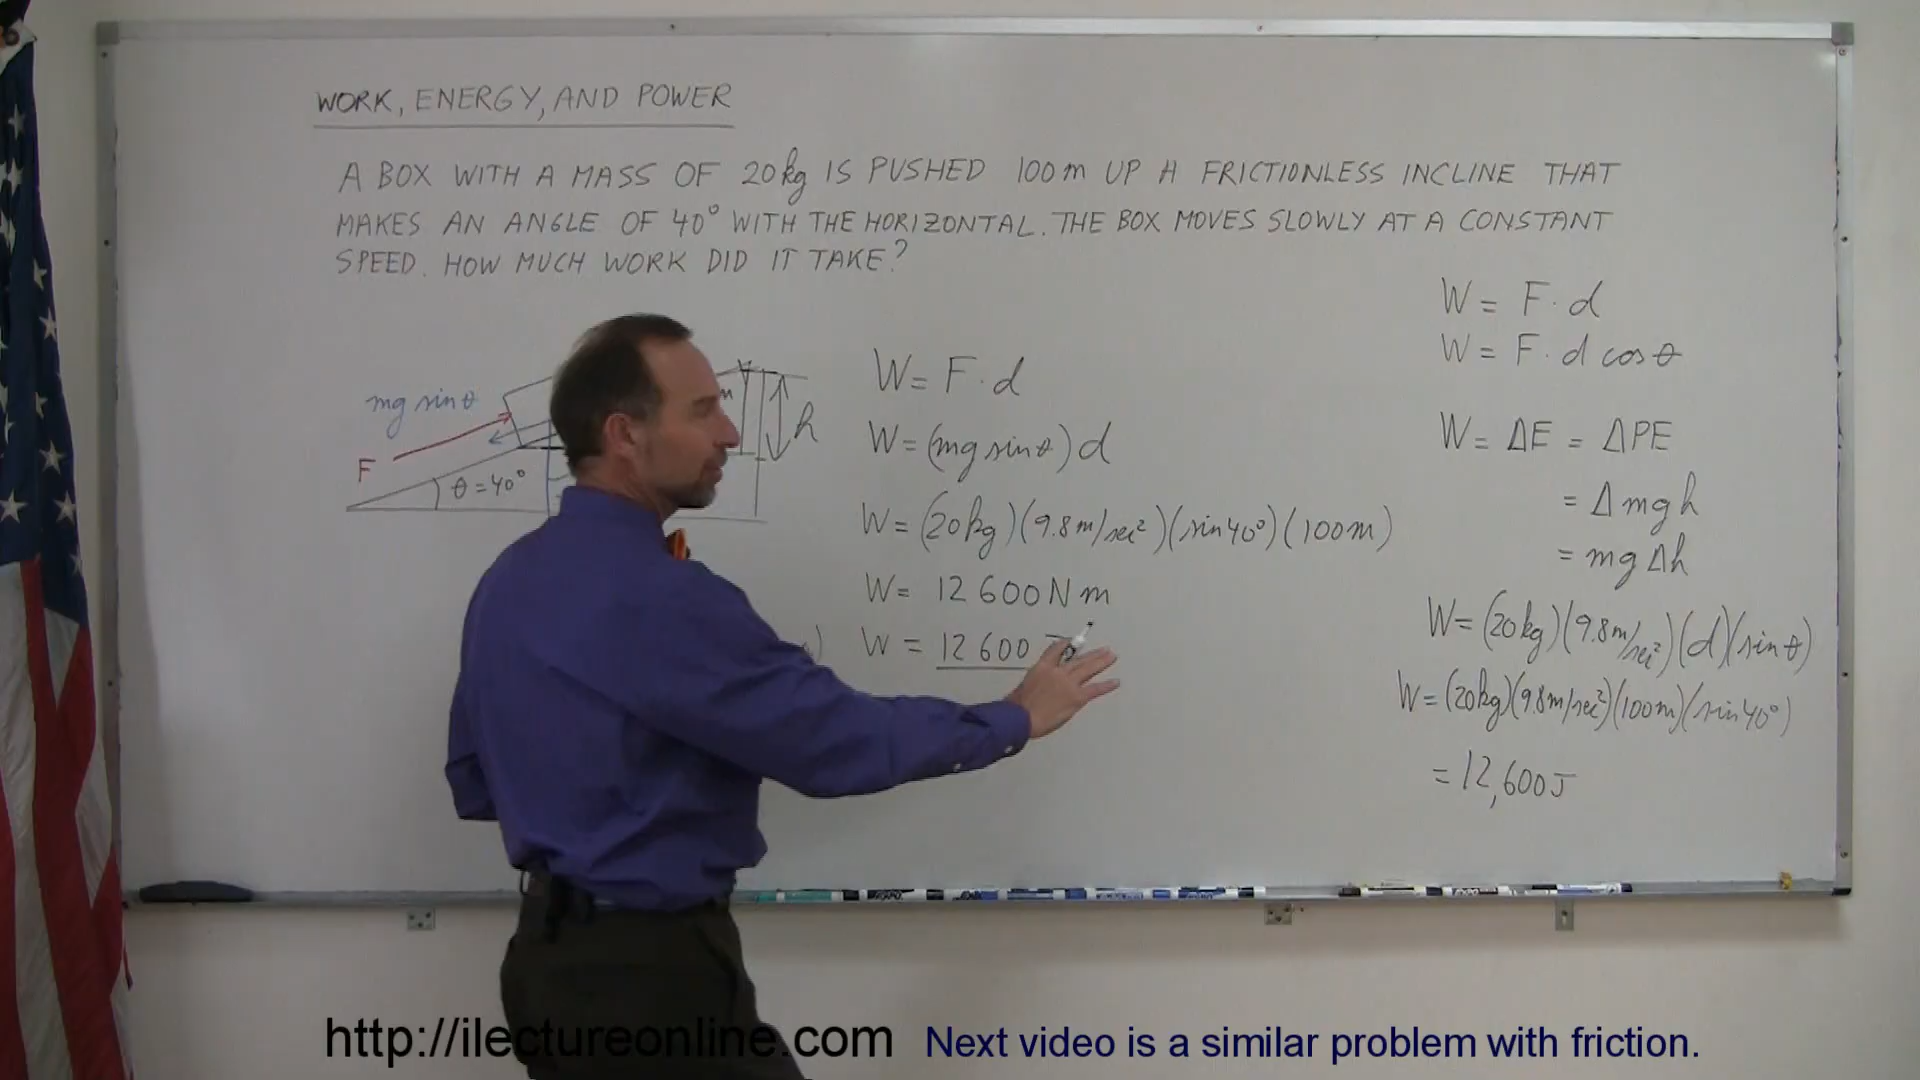 WORK, ENERGY, AND POWER
A BOX WITH A MASS OF 20kg IS PUSHED 100m UP A FRICTIONLESS INCLINE THAT
MAKES AN ANGLE OF 40° WITH THE HORIZONTAL. THE BOX MOVES SLOWLY AT A CONSTANT
SPEED. HOW MUCH WORK DID IT TAKE?
mg sin θ
F
θ = 40°
h
W = F · d
W = (mg sin θ) d
W = (20kg)(9.8m/sec²)(sin 40°)(100m)
W = 12 600 N m
W = 12 600
W = F · d
W = F · d cos θ
W = ΔE = ΔPE
= Δ mgh
= mg Δh
W = (20kg)(9.8m/sec²)(d)(sin θ)
W = (20kg)(9.8m/sec²)(100m)(sin 40°)
= 12,600 J
http://ilectureonline.com
Next video is a similar problem with friction.